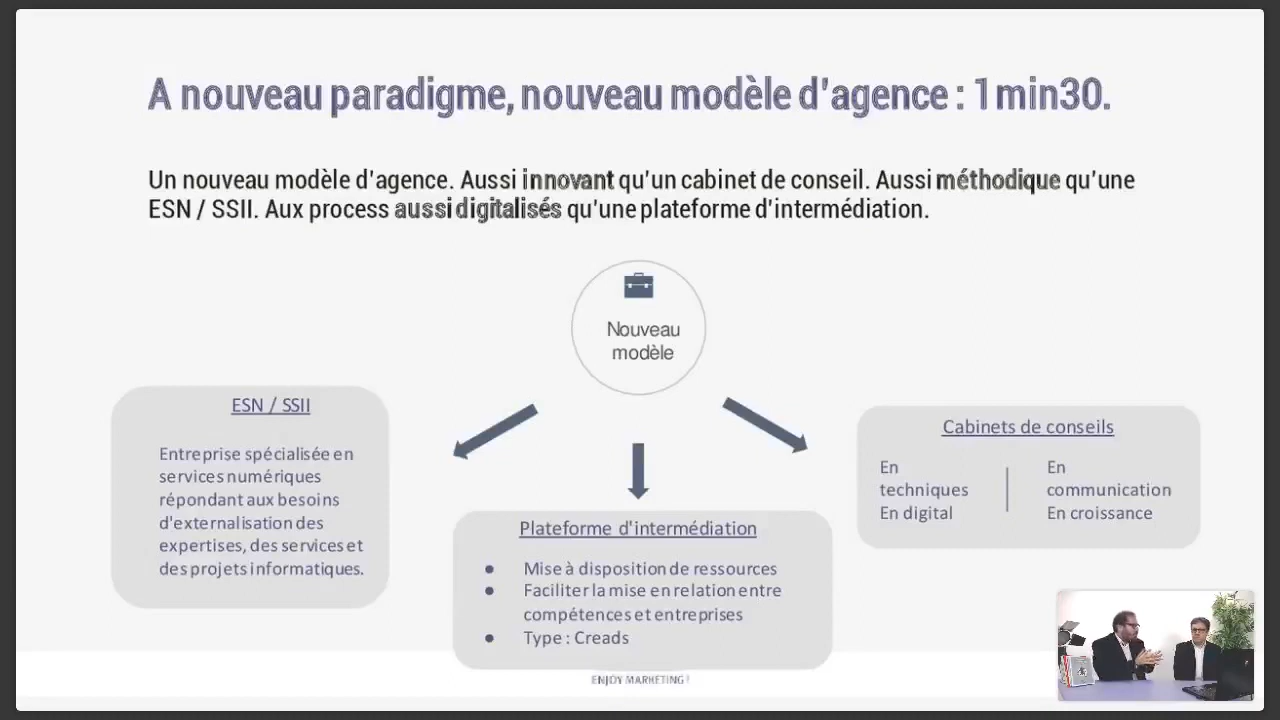 A nouveau paradigme, nouveau modèle d'agence : 1min30.
Un nouveau modèle d'agence. Aussi innovant qu'un cabinet de conseil. Aussi méthodique qu'une
ESN / SSII. Aux process aussi digitalisés qu'une plateforme d'intermédiation.
Nouveau
modèle
ESN / SSII
Entreprise spécialisée en
services numériques
répondant aux besoins
d'externalisation des
expertises, des services et
des projets informatiques.
Plateforme d'intermédiation
Mise à disposition de ressources
Faciliter la mise en relation entre
compétences et entreprises
Type : Creads
Cabinets de conseils
En
techniques
En digital
En
communication
En croissance
ENJOY MARKETING !